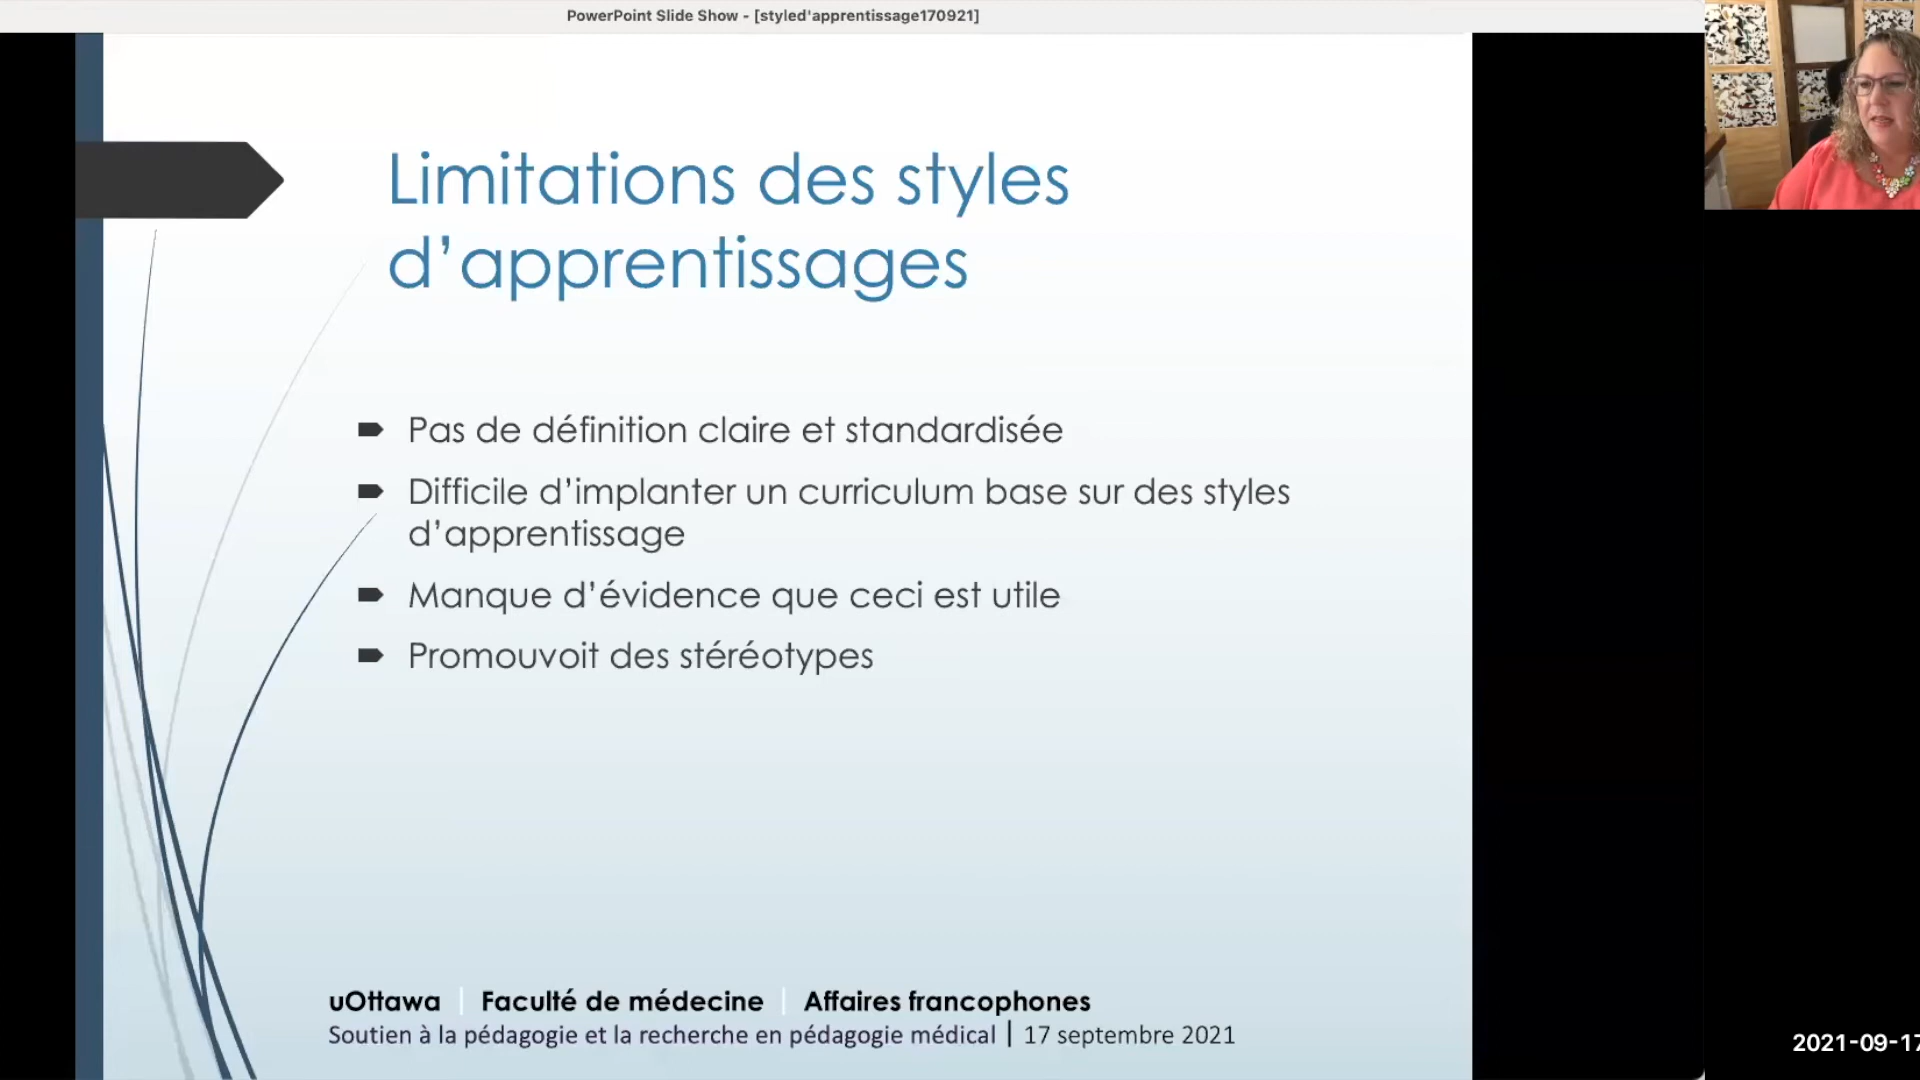 PowerPoint Slide Show - [styled'apprentissage170921]
Limitations des styles
d’apprentissages
Pas de définition claire et standardisée
Difficile d’implanter un curriculum base sur des styles
d’apprentissage
Manque d’évidence que ceci est utile
Promouvoit des stéréotypes
uOttawa | Faculté de médecine | Affaires francophones
Soutien à la pédagogie et la recherche en pédagogie médical | 17 septembre 2021
2021-09-17